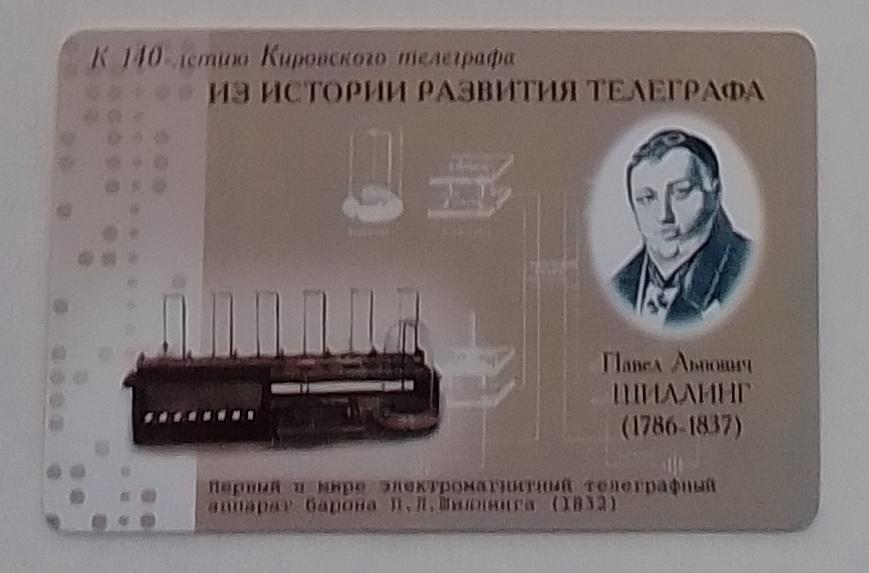 К 140-летию Кировского телеграфа
ИЗ ИСТОРИИ РАЗВИТИЯ ТЕЛЕГРАФА
Павел Львович
ШИЛЛИНГ
(1786-1837)
Первый в мире электромагнитный телеграфный
аппарат барона П.Л.Шиллинга (1832)